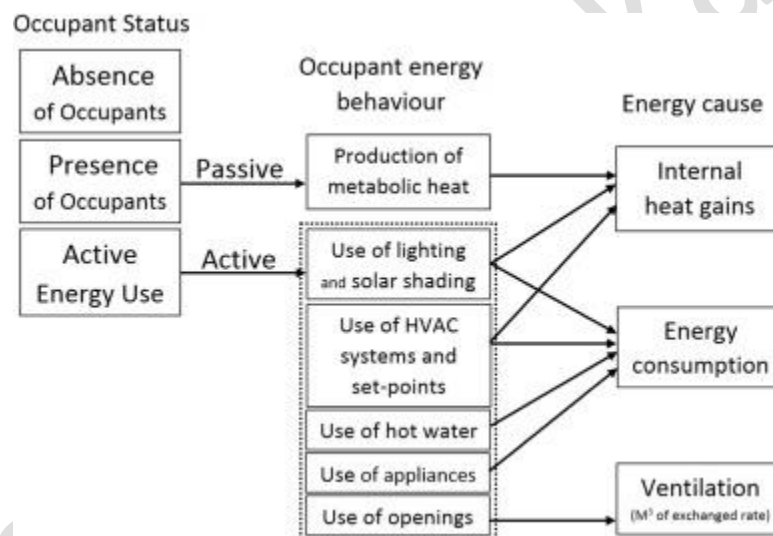 Occupant Status
Absence
of Occupants
Presence
of Occupants
Active
Energy Use
Passive
Active
Occupant energy
behaviour
Production of
metabolic heat
Use of lighting
and solar shading
Use of HVAC
systems and
set-points
Use of hot water
Use of appliances
Use of openings
Energy cause
Internal
heat gains
Energy
consumption
Ventilation
(M³ of exchanged rate)